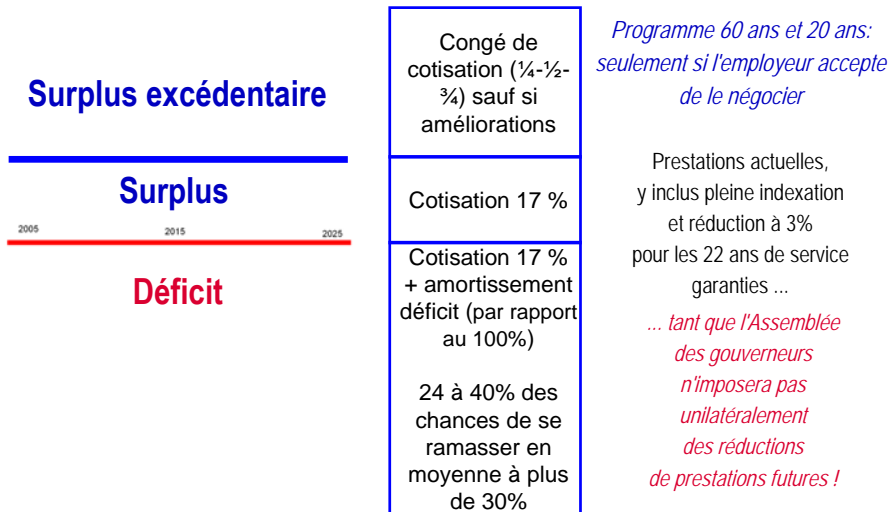 Surplus excédentaire
Surplus
2005 2015 2025
Déficit
Congé de
cotisation (¼-½-
¾) sauf si
améliorations
Cotisation 17 %
Cotisation 17 %
+ amortissement
déficit (par rapport
au 100%)
24 à 40% des
chances de se
ramasser en
moyenne à plus
de 30%
Programme 60 ans et 20 ans:
seulement si l'employeur accepte
de le négocier
Prestations actuelles,
y inclus pleine indexation
et réduction à 3%
pour les 22 ans de service
garanties ...
... tant que l'Assemblée
des gouverneurs
n'imposera pas
unilatéralement
des réductions
de prestations futures !